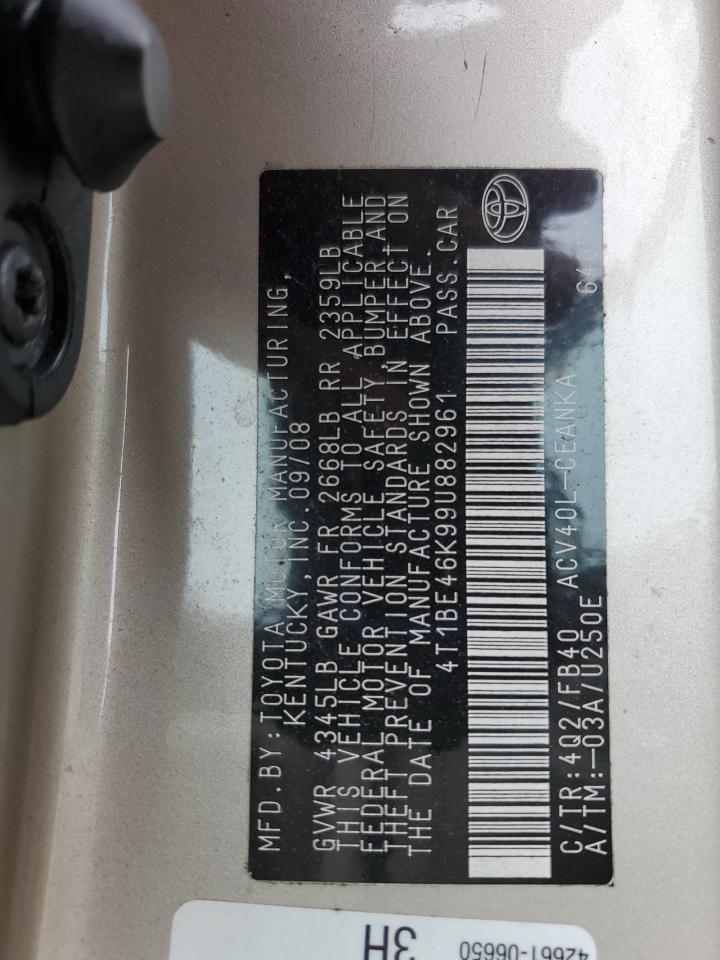 MFD.BY:TOYOTA MOTOR MANUFACTURING,
KENTUCKY, INC.09/08
GVWR 4345LB GAWR FR 2668LB RR 2359LB
THIS VEHICLE CONFORMS TO ALL APPLICABLE
FEDERAL MOTOR VEHICLE SAFETY,BUMPER,AND
THEFT PREVENTION STANDARDS IN EFFECT ON
THE DATE OF MANUFACTURE SHOWN ABOVE.
4T1BE46K99U882961 PASS.CAR
C/TR:4Q2/FB40 ACV40L-CEANKA
A/TM:-03A/U250E
3H
42661-06650